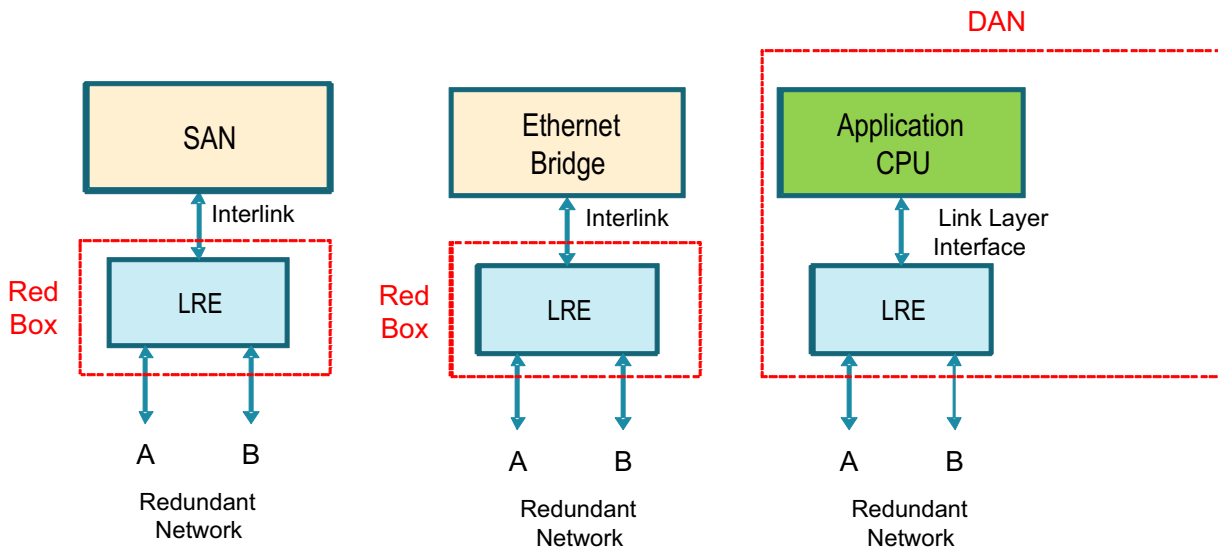 DAN
SAN
Interlink
Red
Box
LRE
A B
Redundant
Network
Ethernet
Bridge
Interlink
Red
Box
LRE
A B
Redundant
Network
Application
CPU
Link Layer
Interface
LRE
A B
Redundant
Network